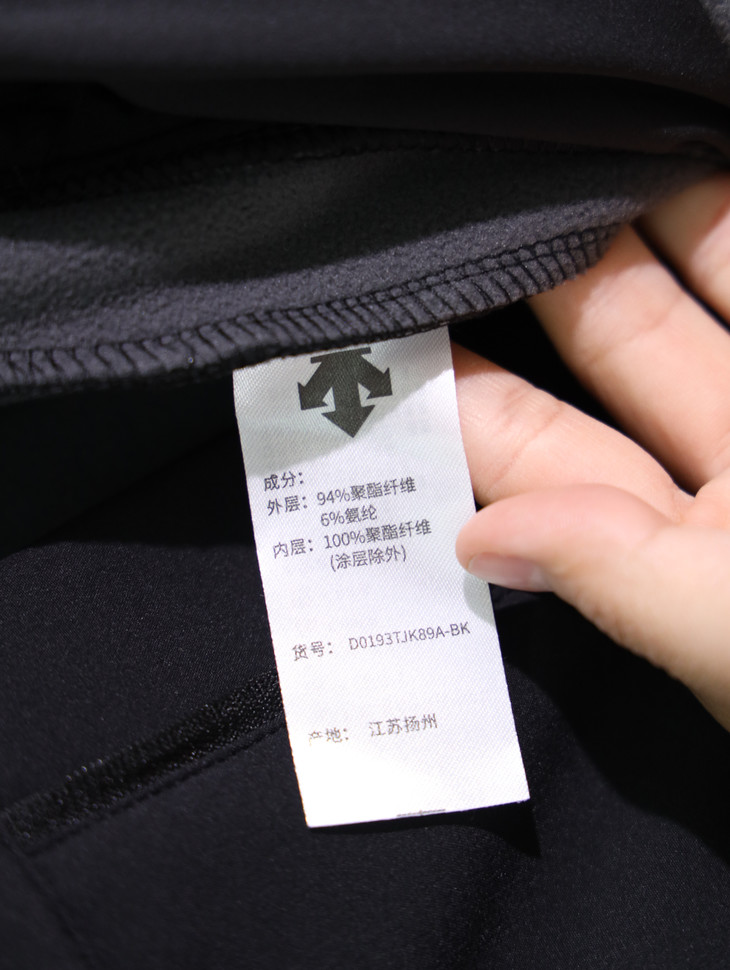 成分：
外层：94%聚酯纤维
6%氨纶
内层：100%聚酯纤维
(涂层除外)
货号： D0193TJK89A-BK
产地： 江苏扬州